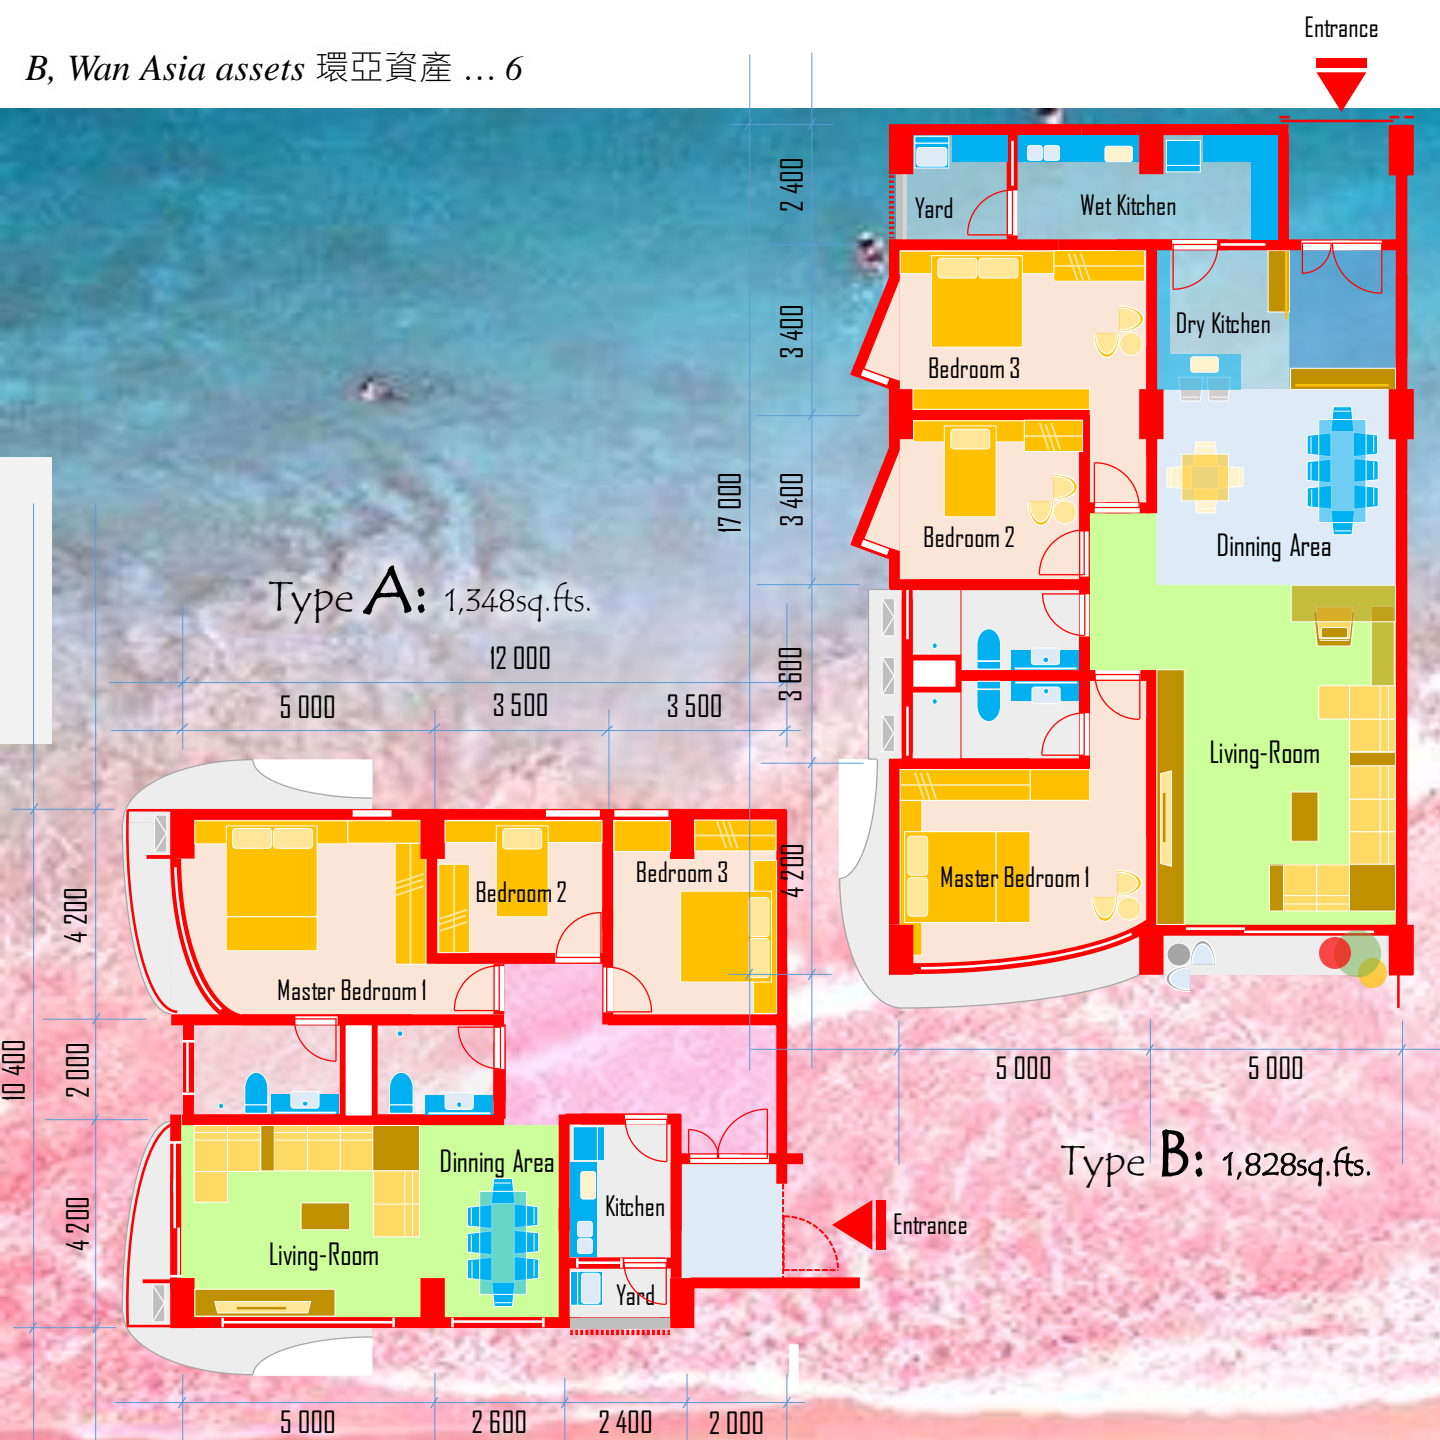 Entrance
B, Wan Asia assets 環亞資產 … 6
2 400
Yard
Wet Kitchen
3 400
Dry Kitchen
Bedroom 3
17 000
3 400
Bedroom 2
Dinning Area
Type A: 1,348sq.fts.
12 000
3 600
5 000
3 500
3 500
Living-Room
4 200
Master Bedroom 1
Bedroom 3
Bedroom 2
4 200
Master Bedroom 1
10 400
2 000
5 000
5 000
Type B: 1,828sq.fts.
Dinning Area
4 200
Kitchen
Entrance
Living-Room
Yard
5 000
2 600
2 400
2 000